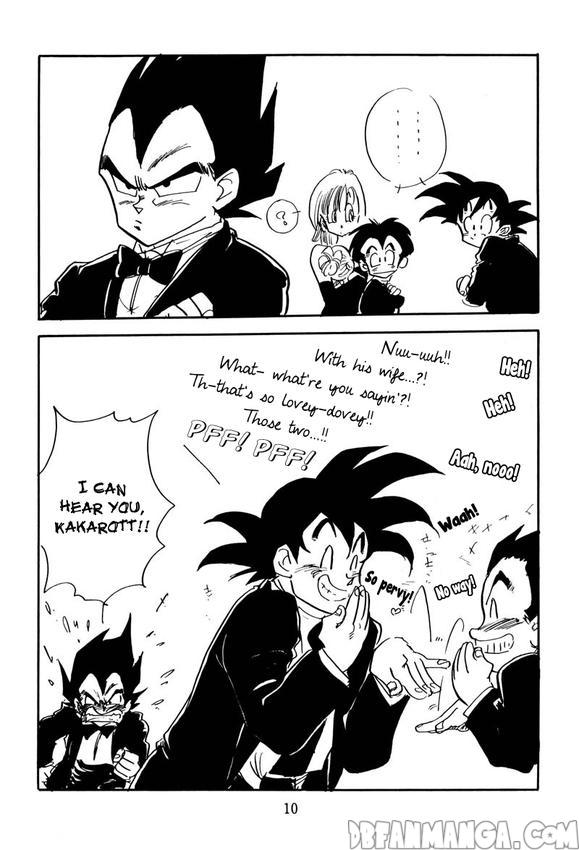 ?
Nuu-uuh!!
With his wife...?!
What- what're you sayin'?!
Th-that's so lovey-dovey!!
Those two...!!
PFF! PFF!
Heh!
Heh!
Aah, nooo!
Waah!
No way!
So pervy!
I CAN
HEAR YOU,
KAKAROTT!!
10
DBFANMANGA.COM